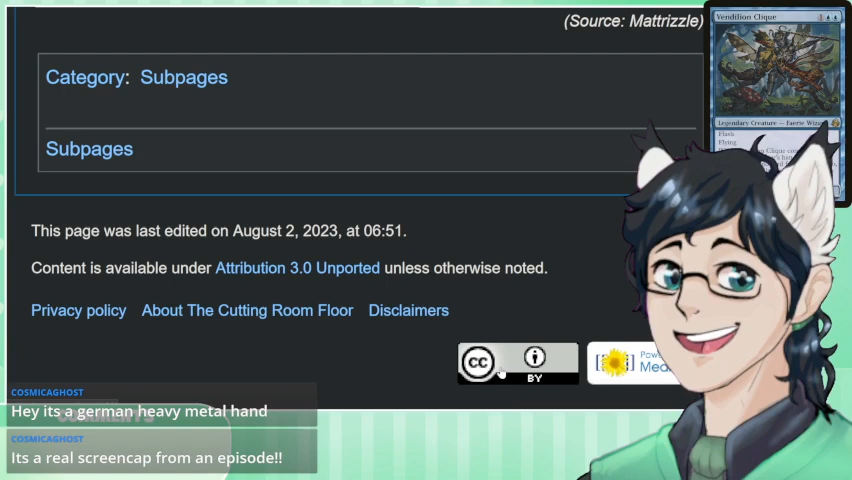 (Source: Mattrizzle)
Vendilion Clique
Category: Subpages
Legendary Creature — Faerie Wizard
Flash
Flying
Subpages
This page was last edited on August 2, 2023, at 06:51.
Content is available under Attribution 3.0 Unported unless otherwise noted.
Privacy policy About The Cutting Room Floor Disclaimers
CC BY
COSMICAGHOST
Hey its a german heavy metal hand
COSMICAGHOST
Its a real screencap from an episode!!